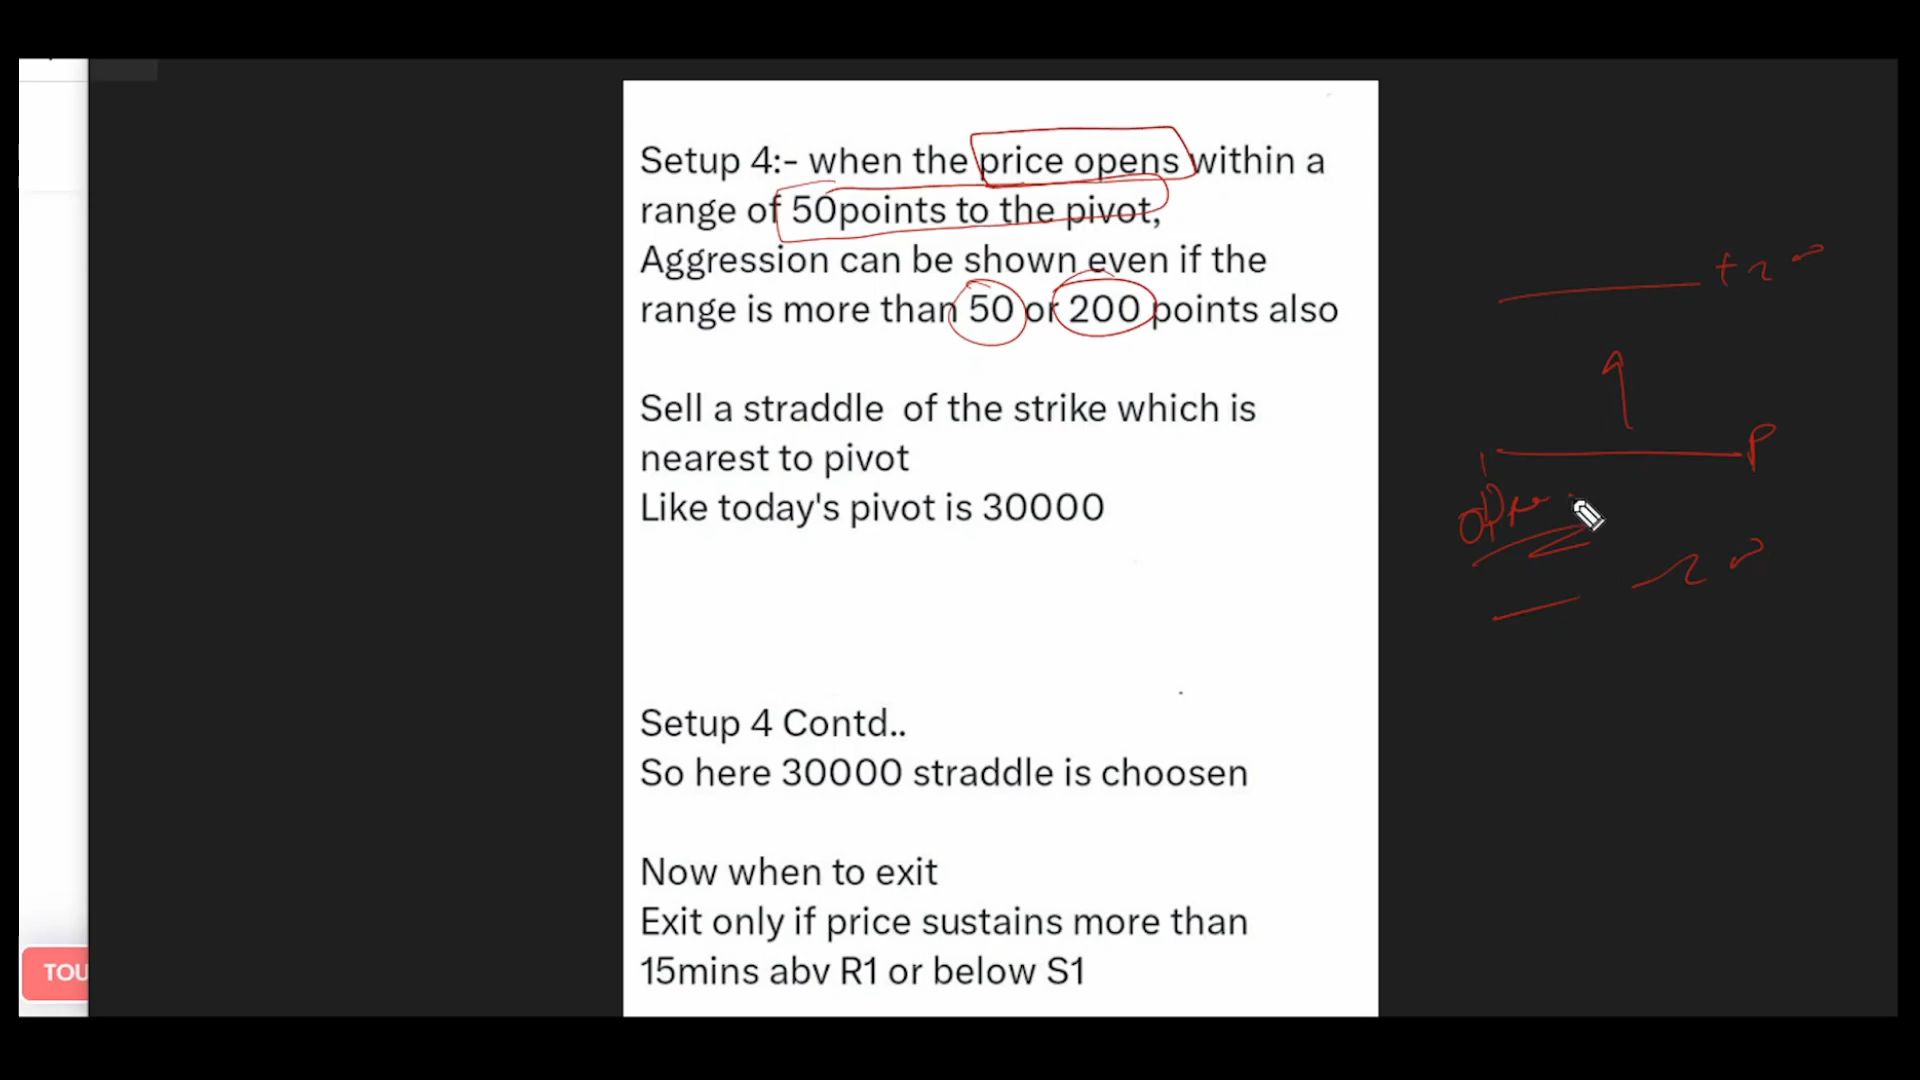 Setup 4:- when the price opens within a
range of 50points to the pivot,
Aggression can be shown even if the
range is more than 50 or 200 points also
Sell a straddle of the strike which is
nearest to pivot
Like today's pivot is 30000
Setup 4 Contd..
So here 30000 straddle is choosen
Now when to exit
Exit only if price sustains more than
15mins abv R1 or below S1
P
TOU